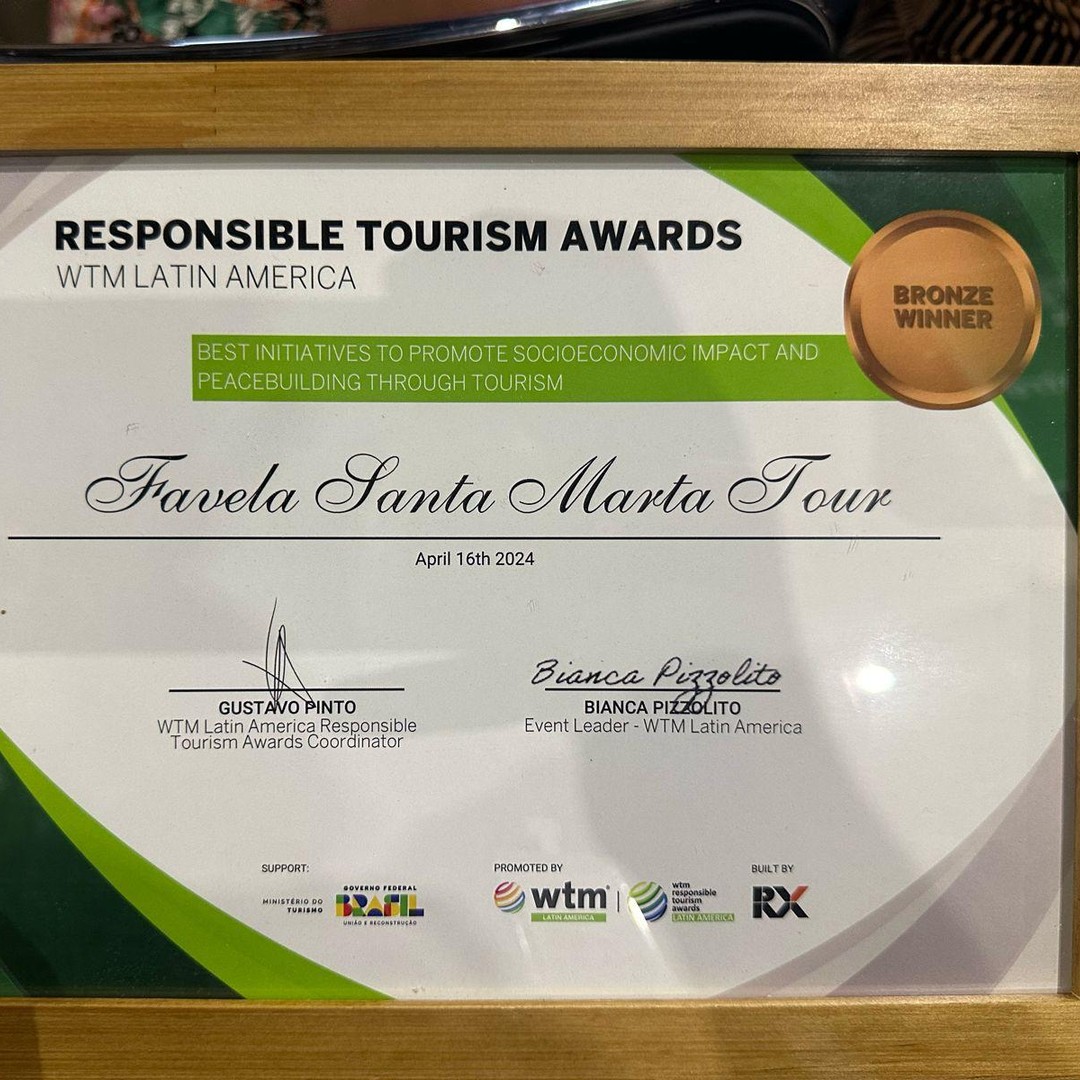 RESPONSIBLE TOURISM AWARDS
WTM LATIN AMERICA
BRONZE
WINNER
BEST INITIATIVES TO PROMOTE SOCIOECONOMIC IMPACT AND
PEACEBUILDING THROUGH TOURISM
Favela Santa Marta Tour
April 16th 2024
Bianca Pizzolito
GUSTAVO PINTO
WTM Latin America Responsible
Tourism Awards Coordinator
BIANCA PIZZOLITO
Event Leader - WTM Latin America
SUPPORT:
MINISTÉRIO DO
TURISMO
GOVERNO FEDERAL
BRASIL
UNIÃO E RECONSTRUÇÃO
PROMOTED BY
wtm®
LATIN AMERICA
wtm
responsible
tourism
awards
LATIN AMERICA
BUILT BY
RX